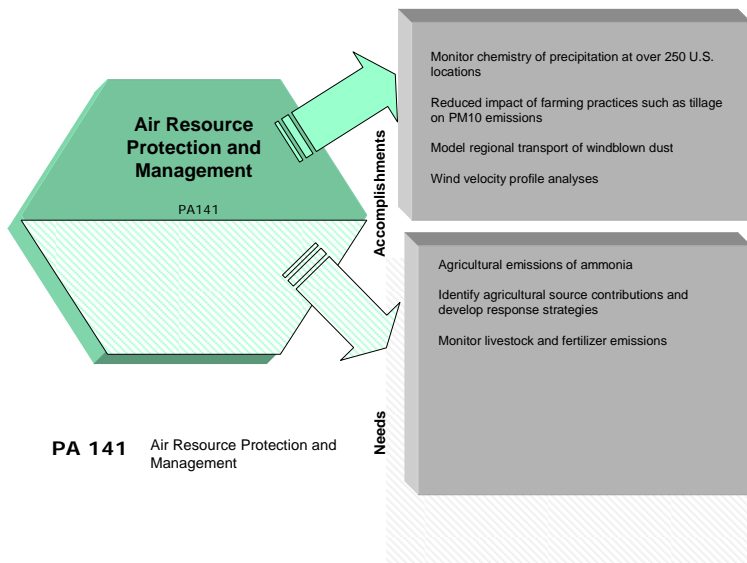 Air Resource
Protection and
Management
PA141
Accomplishments
Monitor chemistry of precipitation at over 250 U.S.
locations
Reduced impact of farming practices such as tillage
on PM10 emissions
Model regional transport of windblown dust
Wind velocity profile analyses
Needs
Agricultural emissions of ammonia
Identify agricultural source contributions and
develop response strategies
Monitor livestock and fertilizer emissions
PA 141
Air Resource Protection and
Management